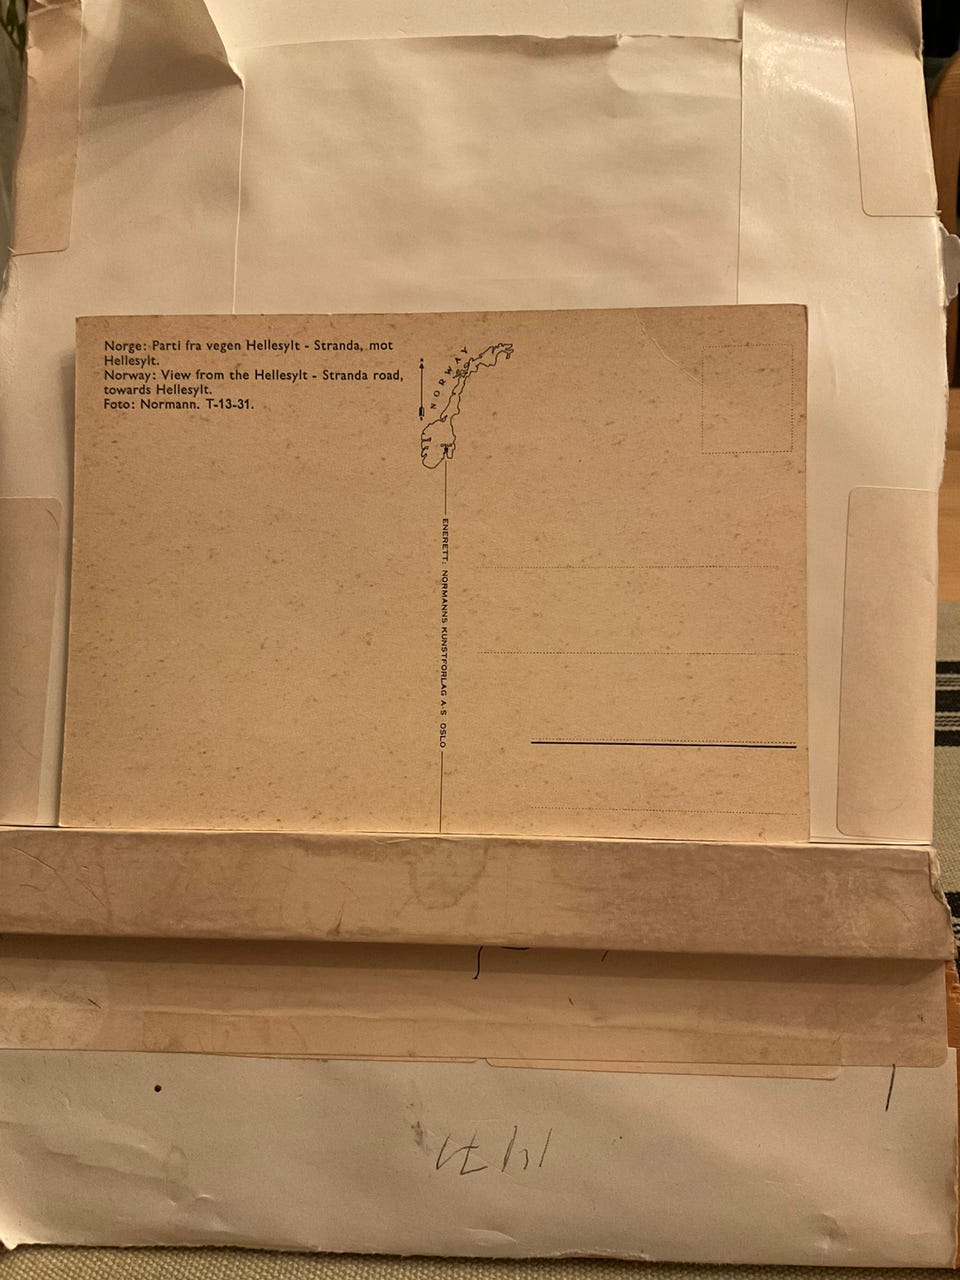 Norge: Parti fra vegen Hellesylt - Stranda, mot
Hellesylt.
Norway: View from the Hellesylt - Stranda road,
towards Hellesylt.
Foto: Normann. T-13-31.
NORWAY
ENERETT: NORMANNS KUNSTFORLAG A-S OSLO